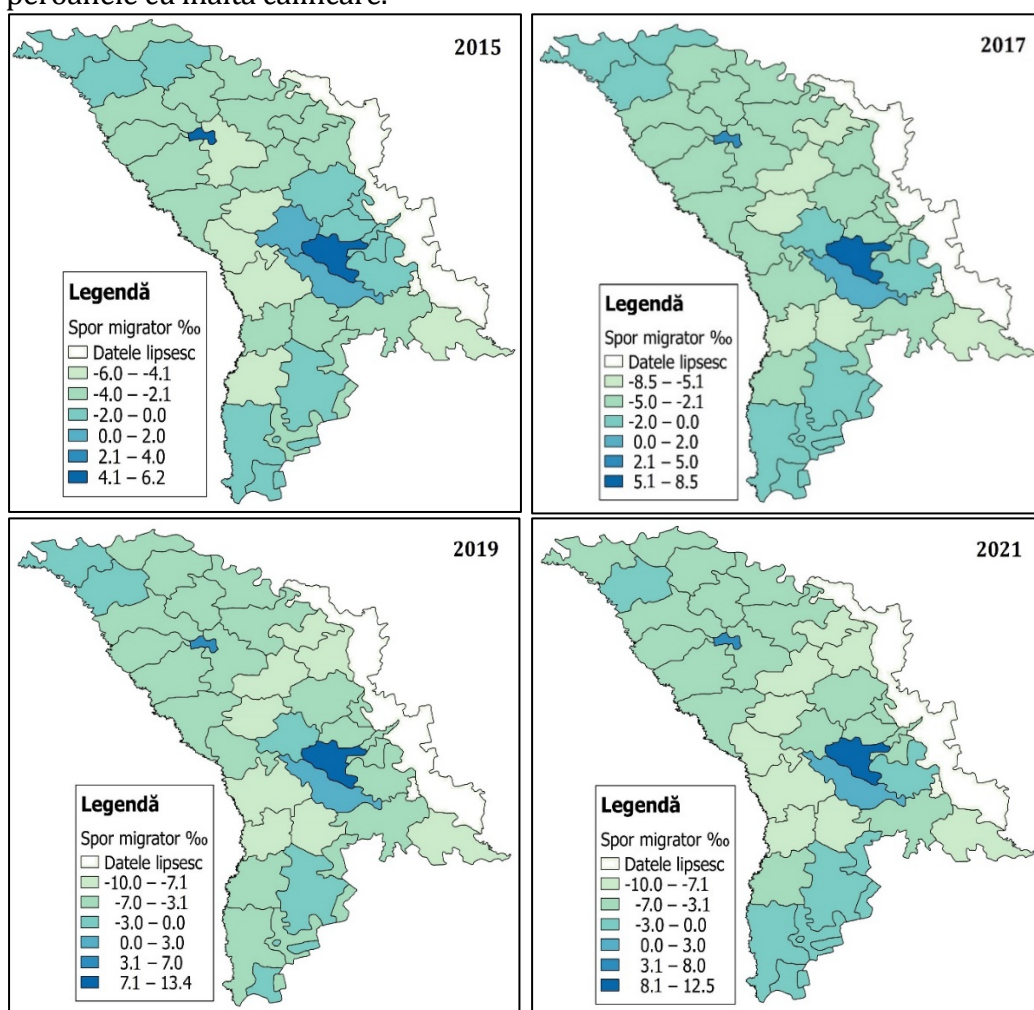 peroanele cu înaltă calificare.
2015
Legendă
Spor migrator ‰
Datele lipsesc
-6.0 – -4.1
-4.0 – -2.1
-2.0 – 0.0
0.0 – 2.0
2.1 – 4.0
4.1 – 6.2
2017
Legendă
Spor migrator ‰
Datele lipsesc
-8.5 – -5.1
-5.0 – -2.1
-2.0 – 0.0
0.0 – 2.0
2.1 – 5.0
5.1 – 8.5
2019
Legendă
Spor migrator ‰
Datele lipsesc
-10.0 – -7.1
-7.0 – -3.1
-3.0 – 0.0
0.0 – 3.0
3.1 – 7.0
7.1 – 13.4
2021
Legendă
Spor migrator ‰
Datele lipsesc
-10.0 – -7.1
-7.0 – -3.1
-3.0 – 0.0
0.0 – 3.0
3.1 – 8.0
8.1 – 12.5